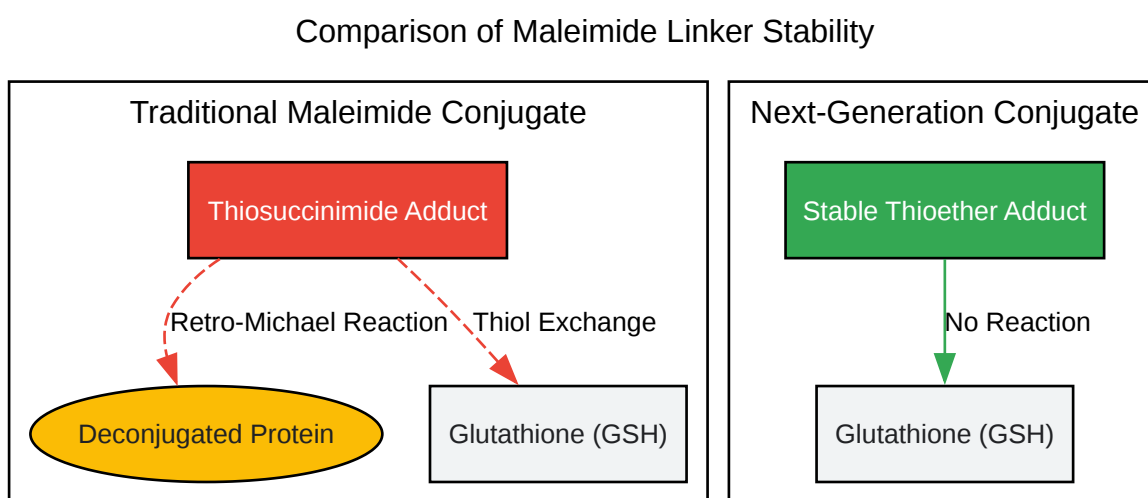 Comparison of Maleimide Linker Stability
Traditional Maleimide Conjugate
Thiosuccinimide Adduct
Retro-Michael Reaction
Thiol Exchange
Deconjugated Protein
Glutathione (GSH)
Next-Generation Conjugate
Stable Thioether Adduct
No Reaction
Glutathione (GSH)